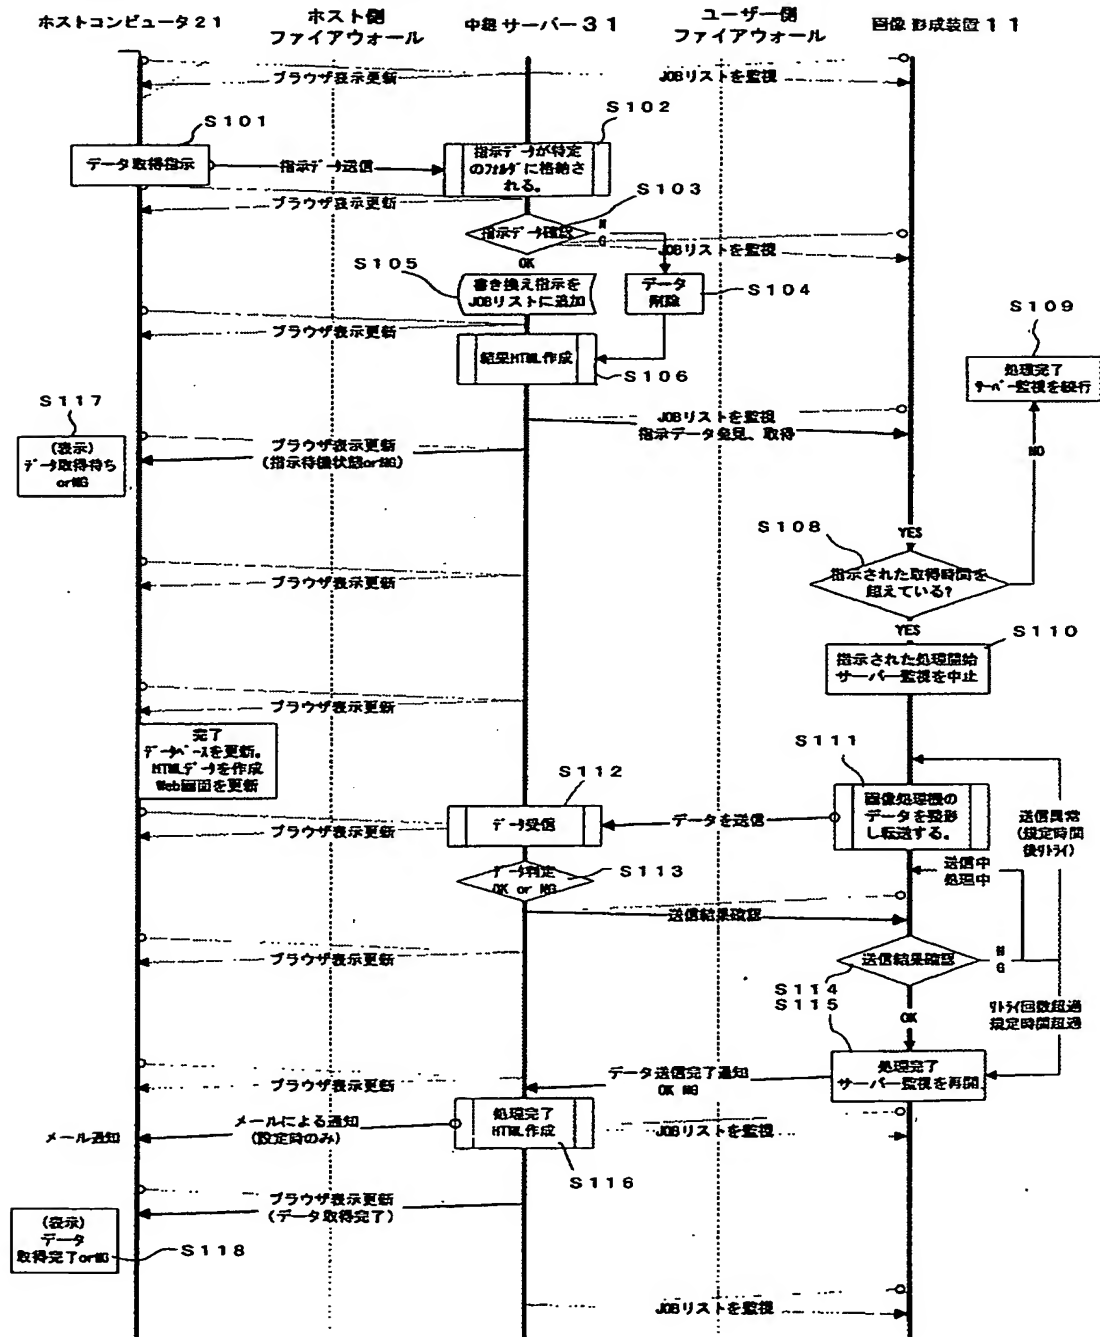 ホストコンピュータ21
ホスト側
ファイアウォール
中継サーバー31
ユーザー側
ファイアウォール
画像形成装置11
ブラウザ表示更新
JOBリストを監視
S101
S102
データ取得指示
指示データ送信
指示データが特定
のフォルダに格納さ
れる。
ブラウザ表示更新
S103
指示データ確認
NG
JOBリストを監視
OK
S105
書き換え指示を
JOBリストに追加
データ
削除
S104
ブラウザ表示更新
S109
結果HTML作成
S106
処理完了
サーバー監視を続行
S117
JOBリストを監視
指示データ発見、取得
(表示)
データ取得待ち
orNG
ブラウザ表示更新
(指示待機状態orNG)
NO
S108
YES
ブラウザ表示更新
指示された取得時間を
超えている?
YES
S110
指示された処理開始
サーバー監視を中止
ブラウザ表示更新
完了
データベースを更新。
HTMLデータを作成
Web画面を更新
S111
S112
データ受信
データを送信
画像処理機の
データを整形
し転送する。
送信異常
(規定時間
後リトライ)
ブラウザ表示更新
データ判定
OK or NG
S113
送信中
処理中
送信結果確認
ブラウザ表示更新
送信結果確認
NG
S114
S115
OK
リトライ回数超過
規定時間超過
ブラウザ表示更新
データ送信完了通知
OK NG
処理完了
サーバー監視を再開
メール通知
メールによる通知
(設定時のみ)
処理完了
HTML作成
JOBリストを監視
S116
ブラウザ表示更新
(データ取得完了)
(表示)
データ
取得完了orNG
S118
JOBリストを監視